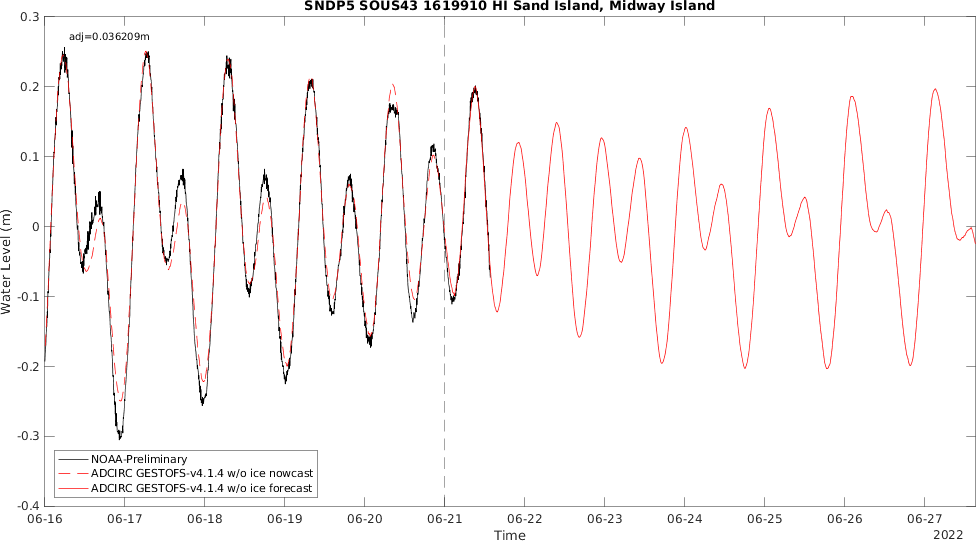 SNDP5 SOUS43 1619910 HI Sand Island, Midway Island
adj=0.036209m
0.3
0.2
0.1
0
-0.1
-0.2
-0.3
-0.4
Water Level (m)
NOAA-Preliminary
ADCIRC GESTOFS-v4.1.4 w/o ice nowcast
ADCIRC GESTOFS-v4.1.4 w/o ice forecast
06-16 06-17 06-18 06-19 06-20 06-21 06-22 06-23 06-24 06-25 06-26 06-27
Time
2022